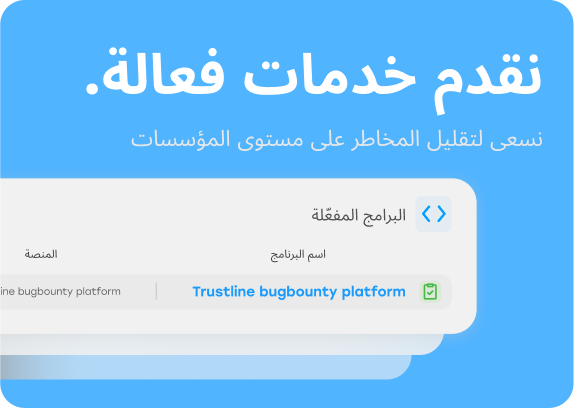 نقدم خدمات فعالة.
نسعى لتقليل المخاطر على مستوى المؤسسات
البرامج المفعّلة
اسم البرنامج
المنصة
Trustline bugbounty platform
ine bugbounty platform